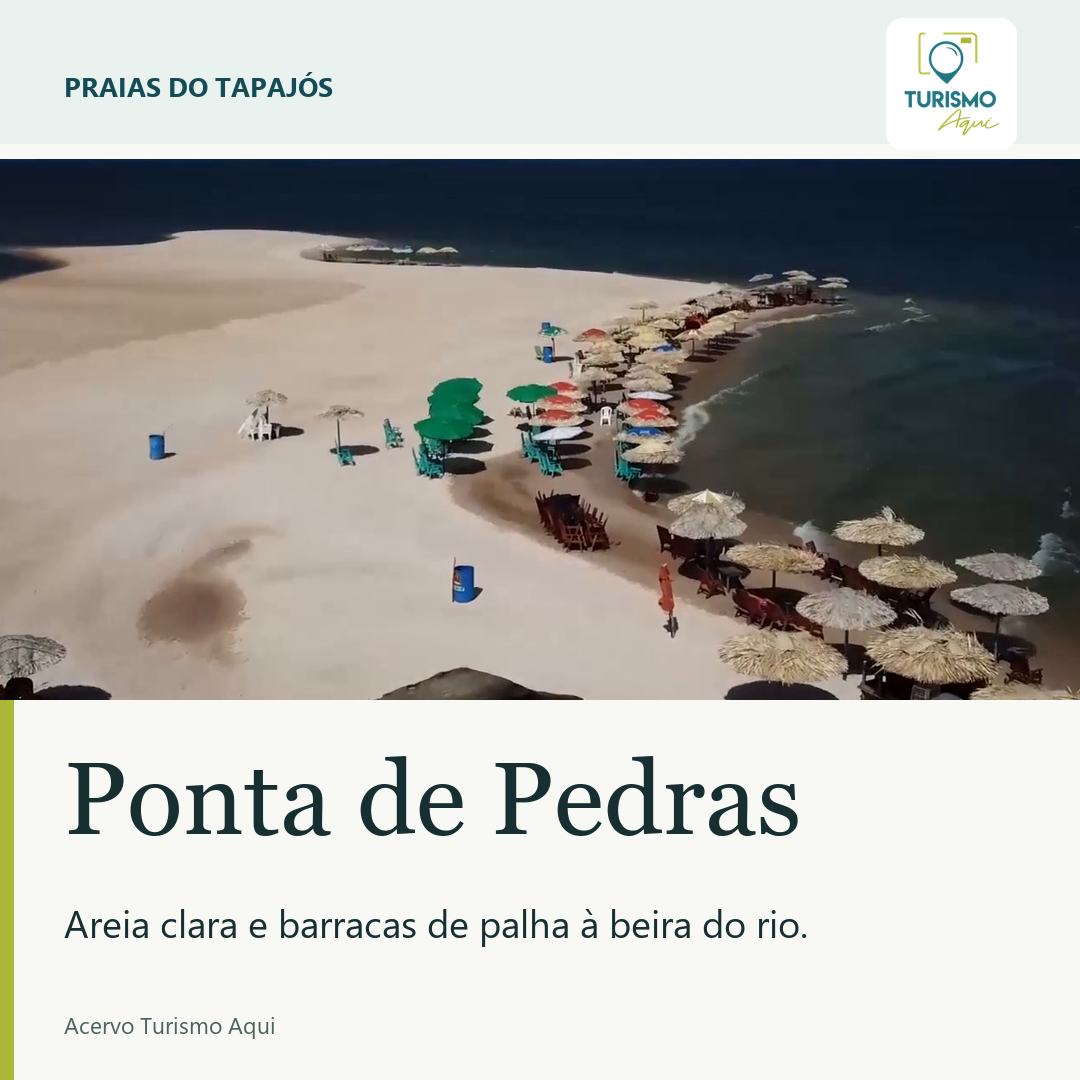 PRAIAS DO TAPAJÓS
TURISMO
Aqui
Ponta de Pedras
Areia clara e barracas de palha à beira do rio.
Acervo Turismo Aqui